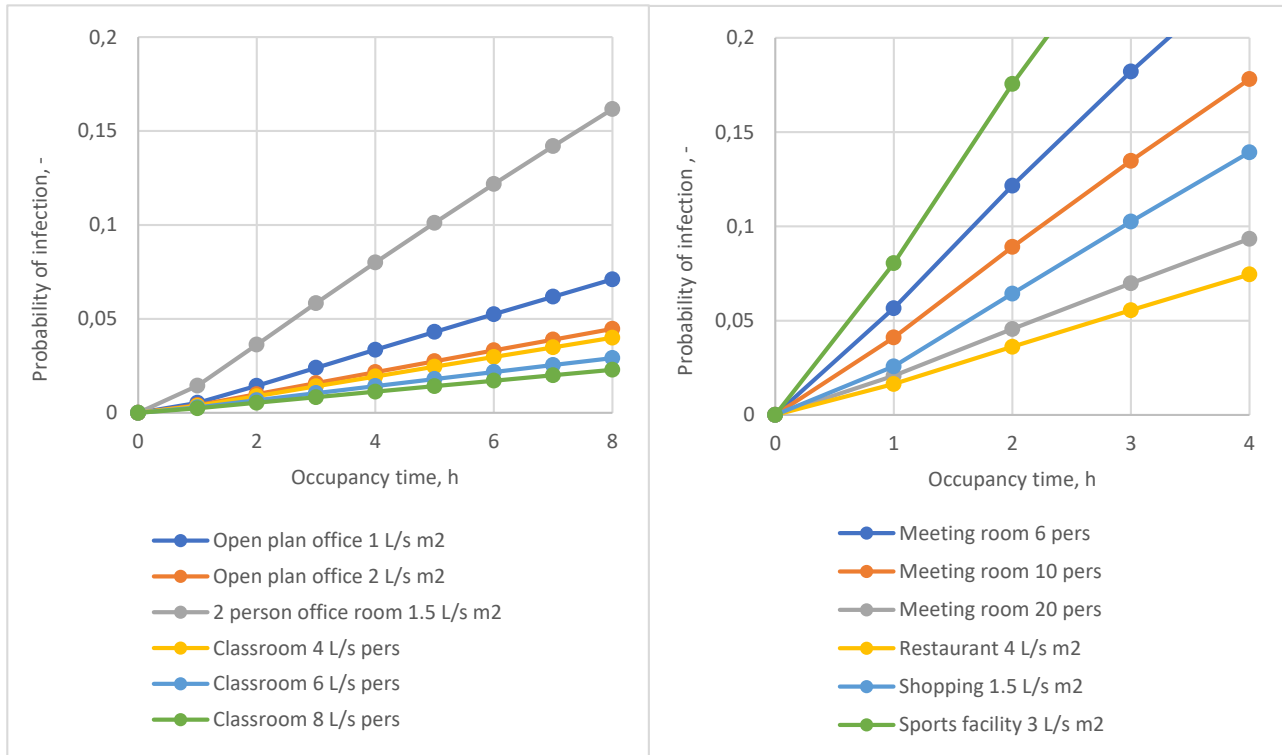 0,2
0,15
0,1
0,05
0
Probability of infection, -
0 2 4 6 8
Occupancy time, h
Open plan office 1 L/s m2
Open plan office 2 L/s m2
2 person office room 1.5 L/s m2
Classroom 4 L/s pers
Classroom 6 L/s pers
Classroom 8 L/s pers
0,2
0,15
0,1
0,05
0
Probability of infection , -
0 1 2 3 4
Occupancy time, h
Meeting room 6 pers
Meeting room 10 pers
Meeting room 20 pers
Restaurant 4 L/s m2
Shopping 1.5 L/s m2
Sports facility 3 L/s m2